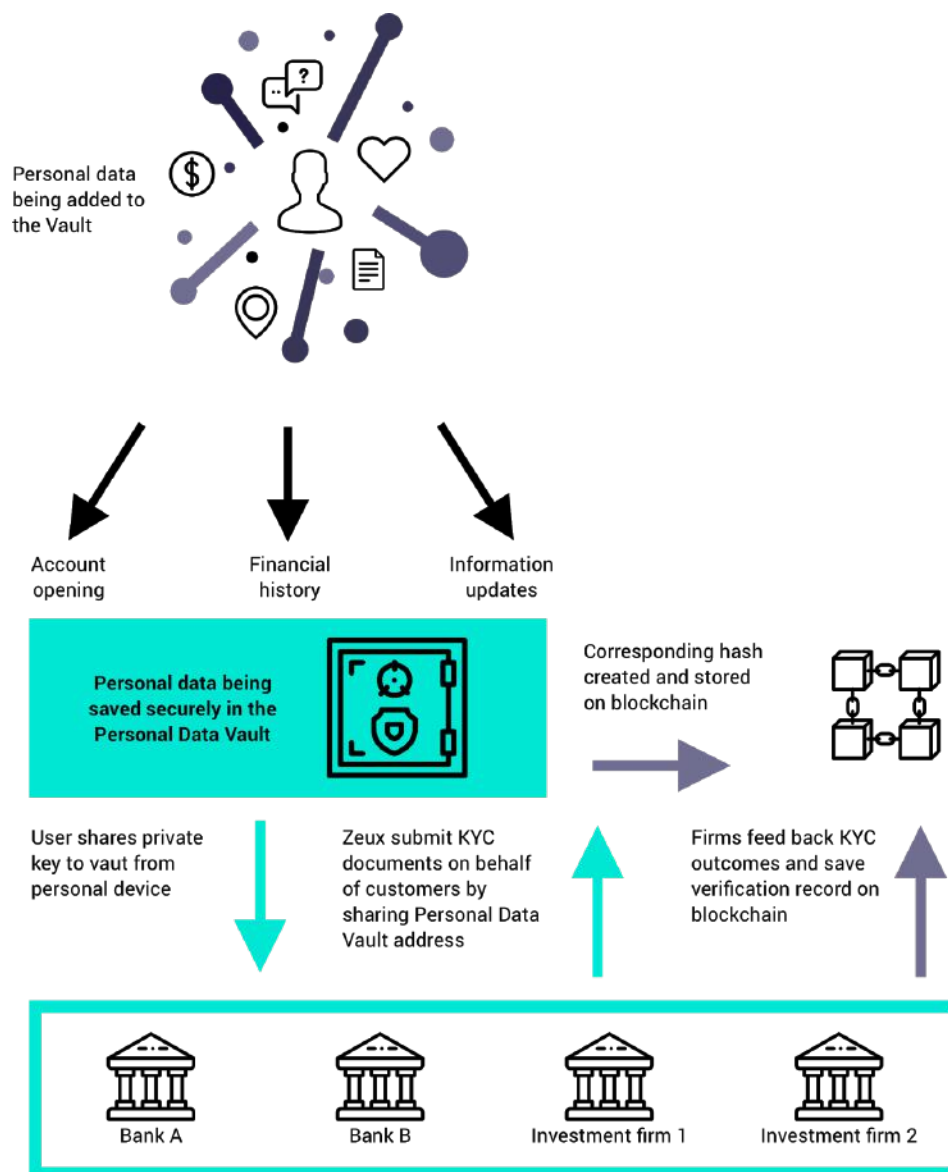 Personal data
being added to
the Vault
?
$
Account
opening
Financial
history
Information
updates
Personal data being
saved securely in the
Personal Data Vault
Corresponding hash
created and stored
on blockchain
User shares private
key to vaut from
personal device
Zeux submit KYC
documents on behalf
of customers by
sharing Personal Data
Vault address
Firms feed back KYC
outcomes and save
verification record on
blockchain
Bank A
Bank B
Investment firm 1
Investment firm 2